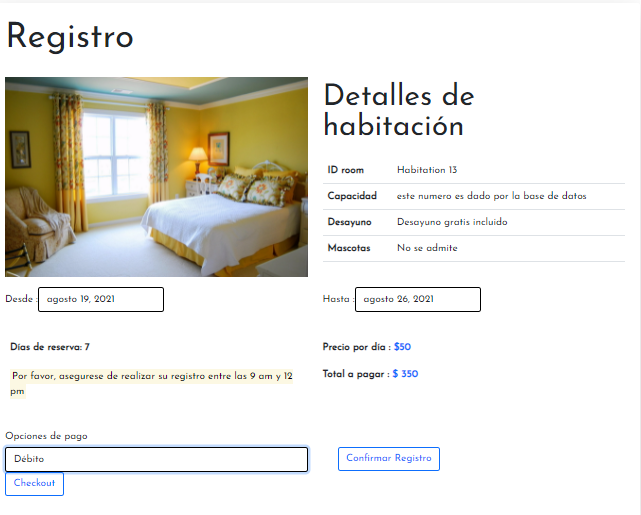 Registro
Detalles de
habitación
ID room Habitation 13
Capacidad este numero es dado por la base de datos
Desayuno Desayuno gratis incluido
Mascotas No se admite
Desde : agosto 19, 2021
Hasta : agosto 26, 2021
Días de reserva: 7
Precio por día : $50
Por favor, asegurese de realizar su registro entre las 9 am y 12
pm
Total a pagar : $ 350
Opciones de pago
Débito
Confirmar Registro
Checkout